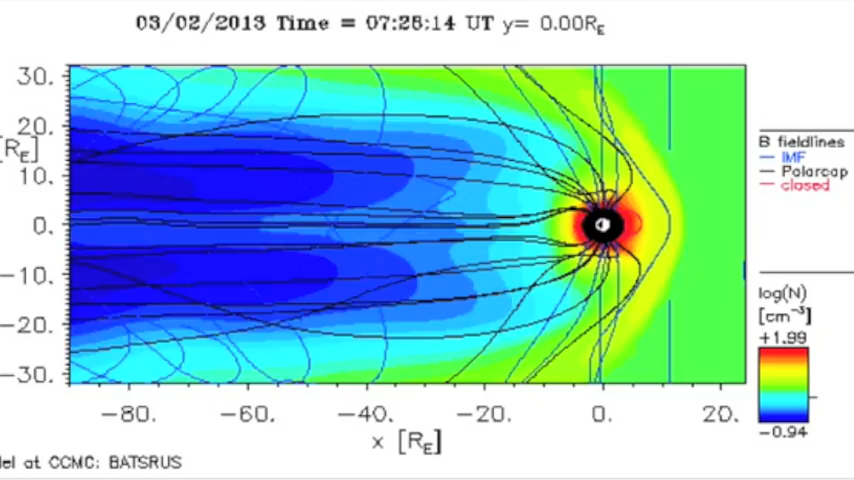 03/02/2013 Time = 07:28:14 UT y= 0.00RE
30.
20.
[RE]
10.
0.
−10.
−20.
−30.
−80. −60. −40. −20. 0. 20.
x [RE]
B fieldlines
IMF
Polarcap
closed
log(N)
[cm⁻³]
+1.99
−0.94
del at CCMC: BATSRUS